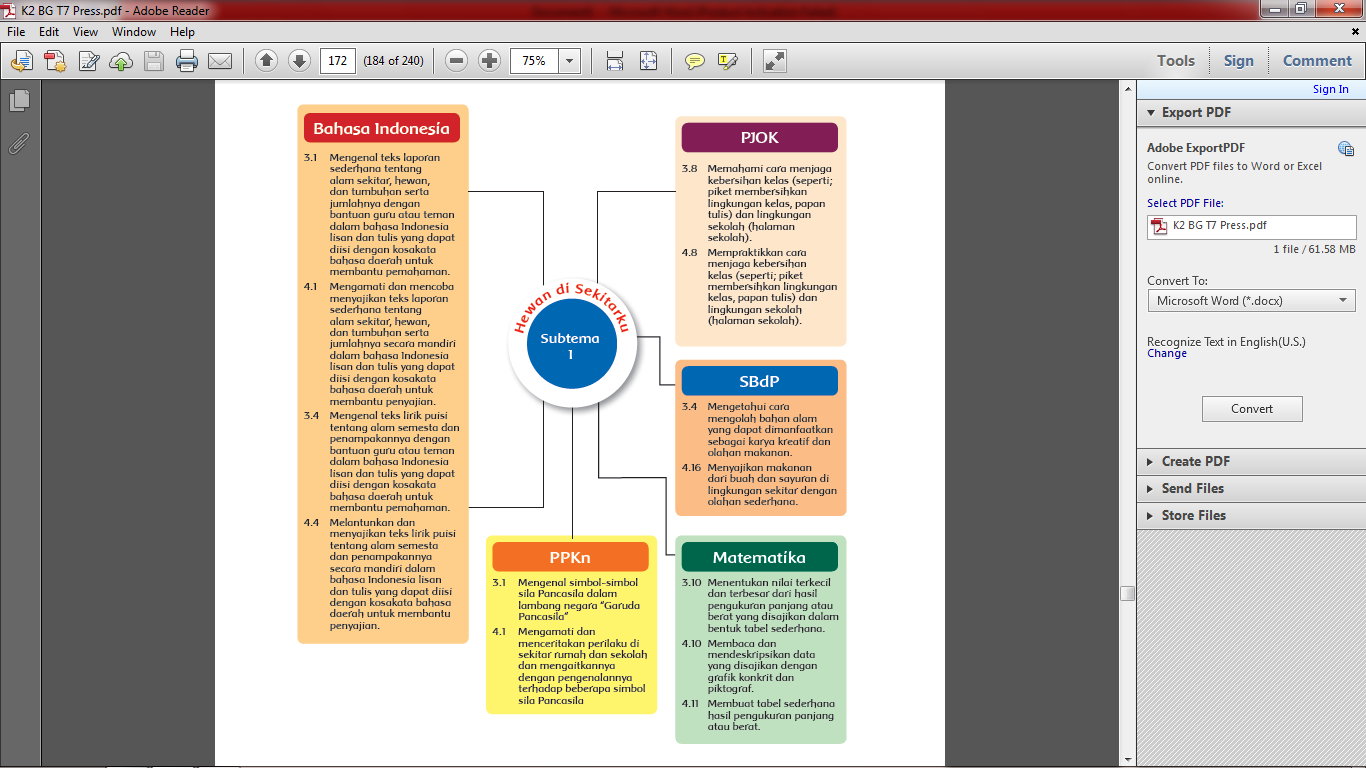 K2 BG T7 Press.pdf - Adobe Reader
File Edit View Window Help
172 (184 of 240) 75% Tools Sign Comment
Sign In
Bahasa Indonesia
3.1 Mengenal teks laporan
sederhana tentang
alam sekitar, hewan,
dan tumbuhan serta
jumlahnya dengan
bantuan guru atau teman
dalam bahasa Indonesia
lisan dan tulis yang dapat
diisi dengan kosakata
bahasa daerah untuk
membantu pemahaman.
4.1 Mengamati dan mencoba
menyajikan teks laporan
sederhana tentang
alam sekitar, hewan,
dan tumbuhan serta
jumlahnya secara mandiri
dalam bahasa Indonesia
lisan dan tulis yang dapat
diisi dengan kosakata
bahasa daerah untuk
membantu penyajian.
3.4 Mengenal teks lirik puisi
tentang alam semesta dan
penampakannya dengan
bantuan guru atau teman
dalam bahasa Indonesia
lisan dan tulis yang dapat
diisi dengan kosakata
bahasa daerah untuk
membantu pemahaman.
4.4 Melantunkan dan
menyajikan teks lirik puisi
tentang alam semesta
dan penampakannya
secara mandiri dalam
bahasa Indonesia lisan
dan tulis yang dapat diisi
dengan kosakata bahasa
daerah untuk membantu
penyajian.
Hewan di Sekitarku
Subtema
1
PJOK
3.8 Memahami cara menjaga
kebersihan kelas (seperti;
piket membersihkan
lingkungan kelas, papan
tulis) dan lingkungan
sekolah (halaman
sekolah).
4.8 Mempraktikkan cara
menjaga kebersihan
kelas (seperti; piket
membersihkan lingkungan
kelas, papan tulis) dan
lingkungan sekolah
(halaman sekolah).
SBdP
3.4 Mengetahui cara
mengolah bahan alam
yang dapat dimanfaatkan
sebagai karya kreatif dan
olahan makanan.
4.16 Menyajikan makanan
dari buah dan sayuran di
lingkungan sekitar dengan
olahan sederhana.
PPKn
3.1 Mengenal simbol-simbol
sila Pancasila dalam
lambang negara “Garuda
Pancasila”
4.1 Mengamati dan
menceritakan perilaku di
sekitar rumah dan sekolah
dan mengaitkannya
dengan pengenalannya
terhadap beberapa simbol
sila Pancasila
Matematika
3.10 Menentukan nilai terkecil
dan terbesar dari hasil
pengukuran panjang atau
berat yang disajikan dalam
bentuk tabel sederhana.
4.10 Membaca dan
mendeskripsikan data
yang disajikan dengan
grafik konkrit dan
piktograf.
4.11 Membuat tabel sederhana
hasil pengukuran panjang
atau berat.
Export PDF
Adobe ExportPDF
Convert PDF files to Word or Excel
online.
Select PDF File:
K2 BG T7 Press.pdf
1 file / 61.58 MB
Convert To:
Microsoft Word (*.docx)
Recognize Text in English(U.S.)
Change
Convert
Create PDF
Send Files
Store Files